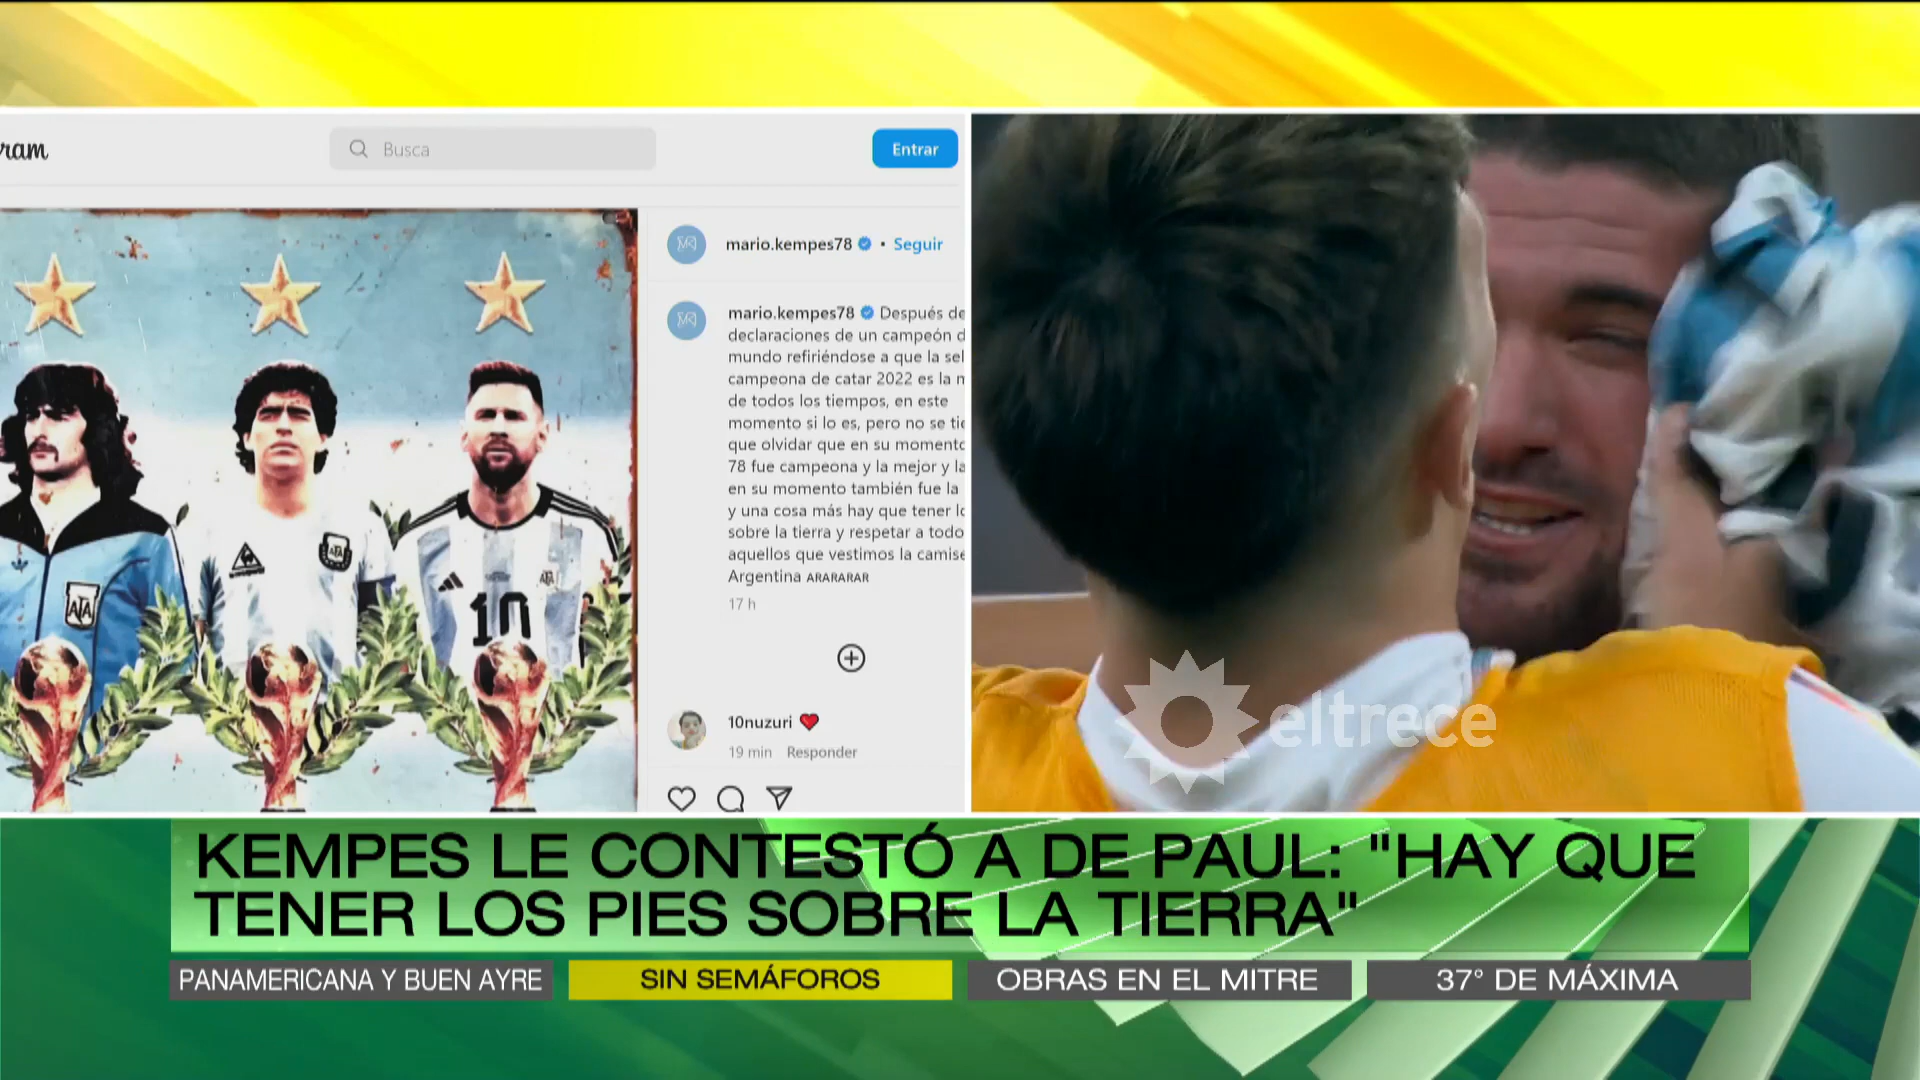 ram
Busca
Entrar
mario.kempes78 • Seguir
mario.kempes78 Después de
declaraciones de un campeón d
mundo refiriéndose a que la sel
campeona de catar 2022 es la m
de todos los tiempos, en este
momento si lo es, pero no se tie
que olvidar que en su momento
78 fue campeona y la mejor y la
en su momento también fue la
y una cosa más hay que tener lo
sobre la tierra y respetar a todo
aquellos que vestimos la camise
Argentina ARARARAR
17 h
10nuzuri
19 min Responder
10
eltrece
KEMPES LE CONTESTÓ A DE PAUL: "HAY QUE
TENER LOS PIES SOBRE LA TIERRA"
PANAMERICANA Y BUEN AYRE
SIN SEMÁFOROS
OBRAS EN EL MITRE
37° DE MÁXIMA